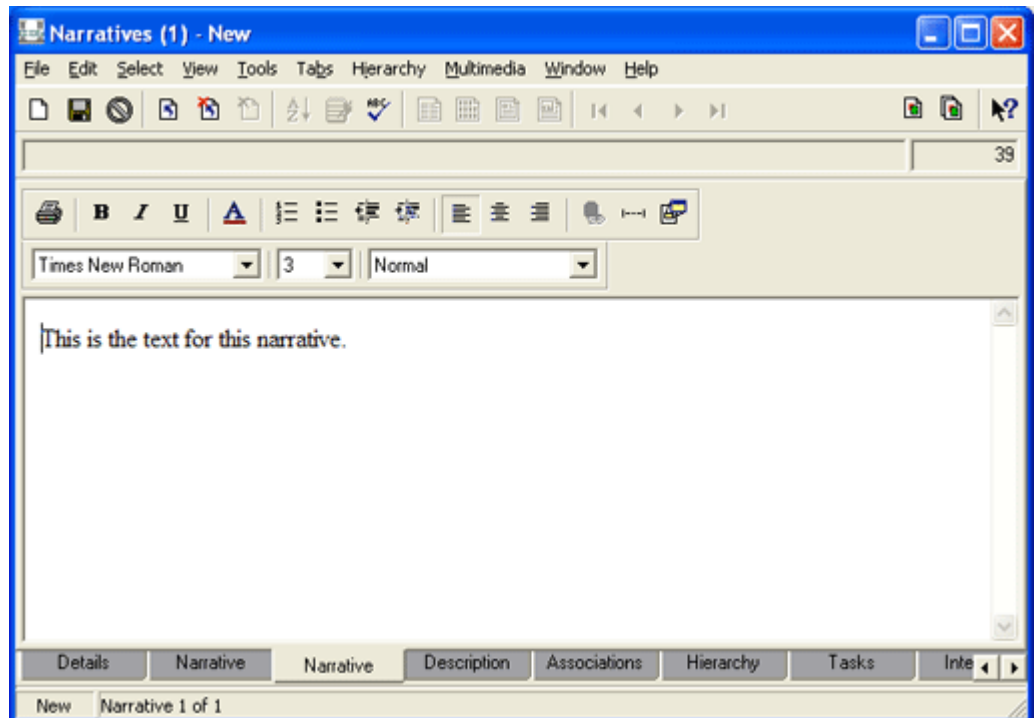 Narratives (1) - New
File Edit Select View Tools Tabs Hierarchy Multimedia Window Help
39
B I U A
Times New Roman 3 Normal
This is the text for this narrative.
Details Narrative Narrative Description Associations Hierarchy Tasks Inte
New Narrative 1 of 1